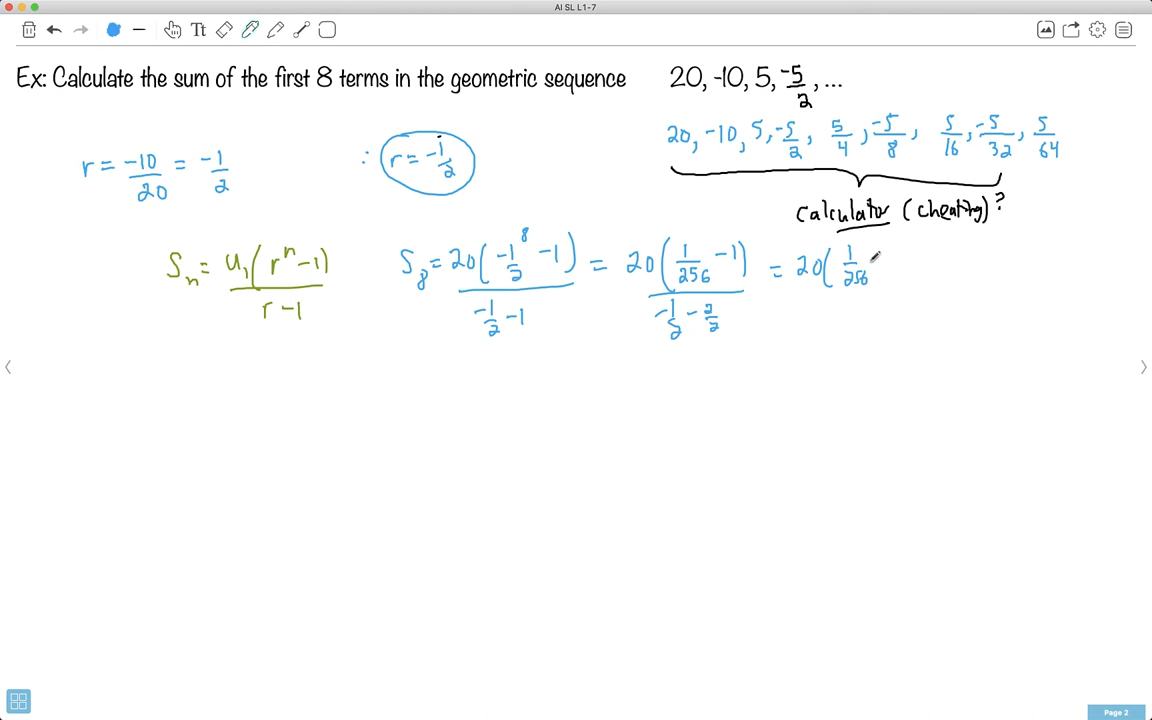 AI SL L1-7
Tt
Ex: Calculate the sum of the first 8 terms in the geometric sequence 20, -10, 5, -5/2, ...
20, -10, 5, -5/2, 5/4, -5/8, 5/16, -5/32, 5/64
r = -10/20 = -1/2 ∴ r = -1/2
calculator (cheating)?
Sₙ = u₁(rⁿ - 1)/r - 1 S₈ = 20(-1/2⁸ - 1)/-1/2 - 1 = 20(1/256 - 1)/-1/2 - 2/2 = 20(1/256
Page 2